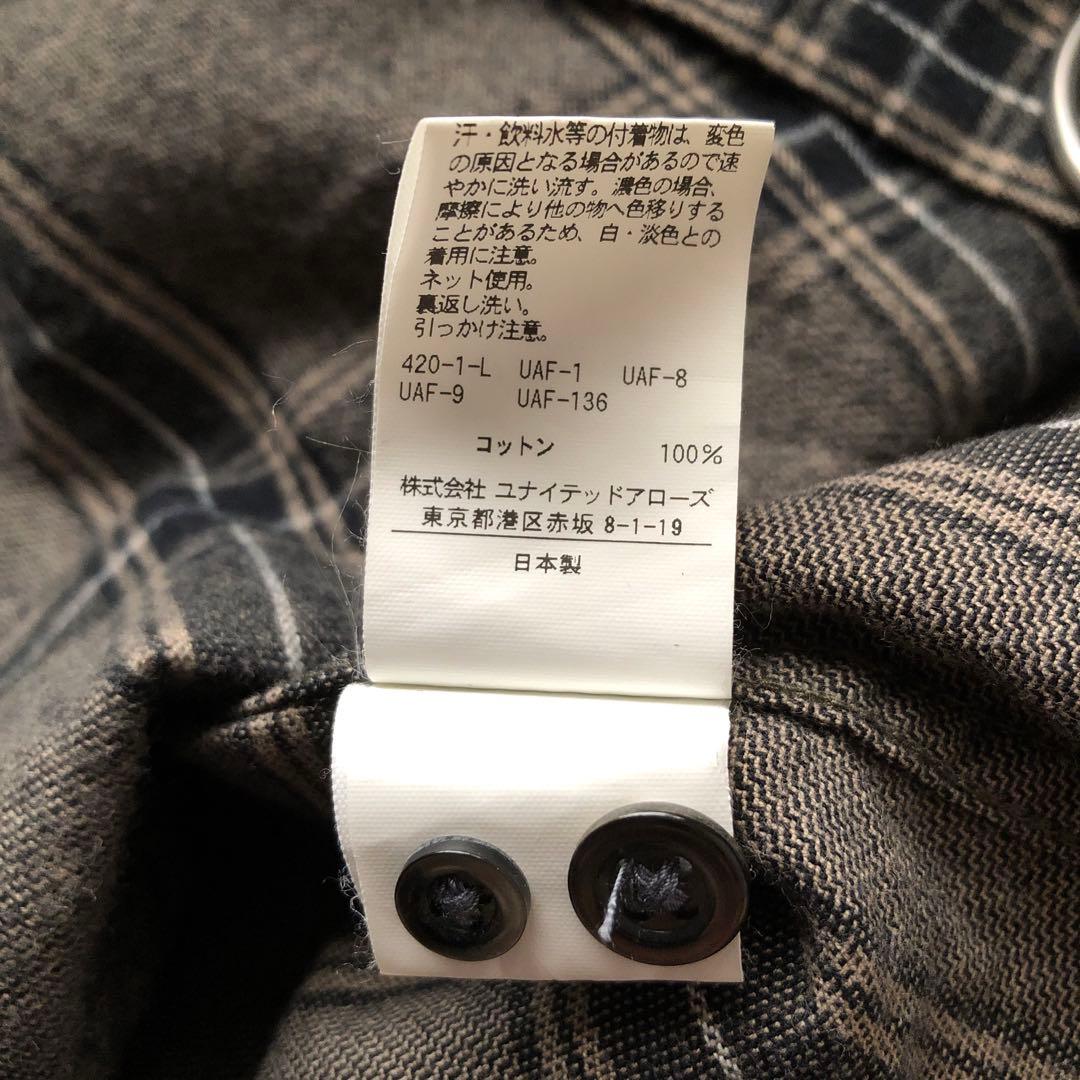 汗・飲料水等の付着物は、変色
の原因となる場合があるので速
やかに洗い流す。濃色の場合、
摩擦により他の物へ色移りする
ことがあるため、白・淡色との
着用に注意。
ネット使用。
裏返し洗い。
引っかけ注意。
420-1-L UAF-1 UAF-8
UAF-9 UAF-136
コットン 100%
株式会社 ユナイテッドアローズ
東京都港区赤坂 8-1-19
日本製